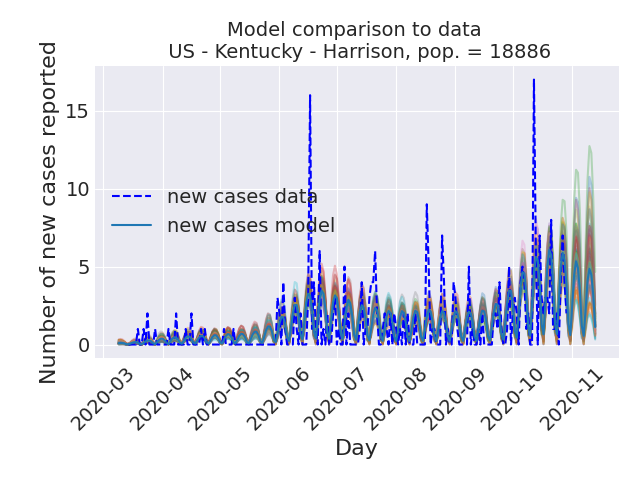 Model comparison to data
US - Kentucky - Harrison, pop. = 18886
Number of new cases reported
15
10
5
0
new cases data
new cases model
2020-03
2020-04
2020-05
2020-06
2020-07
2020-08
2020-09
2020-10
2020-11
Day